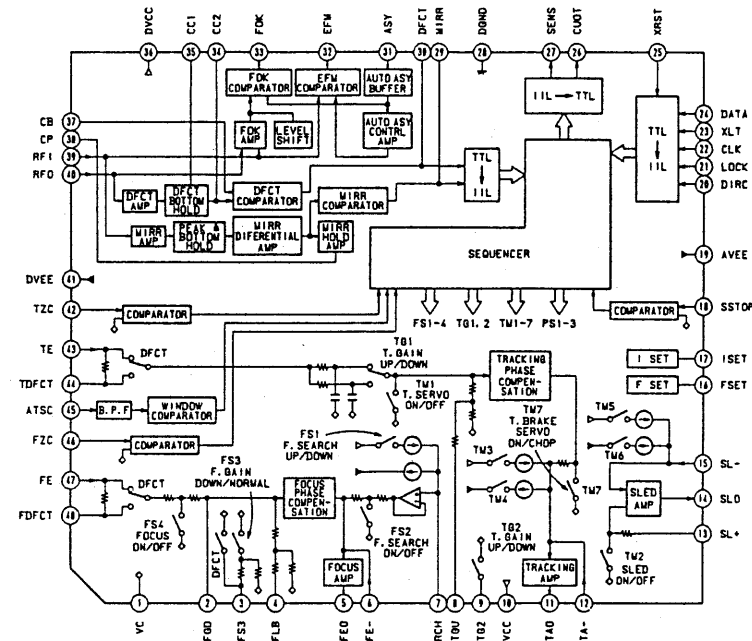 DVCC
CC1
CC2
FOK
EFM
ASY
DFCT
MIRR
DGND
SENS
CUOT
XRST
36
35
34
33
32
31
30
29
28
27
26
25
FOK
COMPARATOR
EFM
COMPARATOR
AUTO ASY
BUFFER
IIL → TTL
CB
37
CP
38
RFI
39
RFO
40
FOK
AMP
LEVEL
SHIFT
AUTO ASY
CONTRL
AMP
TTL
↓
IIL
TTL
↓
IIL
24
DATA
23
XLT
22
CLK
21
LOCK
20
DIRC
DFCT
AMP
DFCT
BOTTOM
HOLD
DFCT
COMPARATOR
MIRR
COMPARATOR
MIRR
AMP
PEAK &
BOTTOM
HOLD
MIRR
DIFERENTIAL
AMP
MIRR
HOLD
AMP
SEQUENCER
19
AVEE
DVEE
41
TZC
42
COMPARATOR
FS1-4
TG1, 2
TM1-7
PS1-3
COMPARATOR
18
SSTOP
TE
43
DFCT
TG1
T. GAIN
UP/DOWN
TRACKING
PHASE
COMPEN-
SATION
I SET
17
ISET
TDFCT
44
F SET
16
FSET
ATSC
45
B.P.F
WINDOW
COMPARATOR
TM1
T. SERVO
ON/OFF
TM7
T. BRAKE
SERVO
ON/CHOP
TM5
FZC
46
COMPARATOR
FS1
F. SEARCH
UP/DOWN
TM3
TM6
15
SL-
FE
47
DFCT
FS3
F. GAIN
DOWN/NORMAL
FOCUS
PHASE
COMPEN-
SATION
TM4
TM7
SLED
AMP
14
SLO
FDFCT
48
FS4
FOCUS
ON/OFF
DFCT
FS2
F. SEARCH
ON/OFF
TG2
T. GAIN
UP/DOWN
13
SL+
TM2
SLED
ON/OFF
FOCUS
AMP
TRACKING
AMP
1
2
3
4
5
6
7
8
9
10
11
12
VC
FGD
FS3
FLB
FEO
FE-
RCH
TGU
TG2
VCC
TAO
TA-